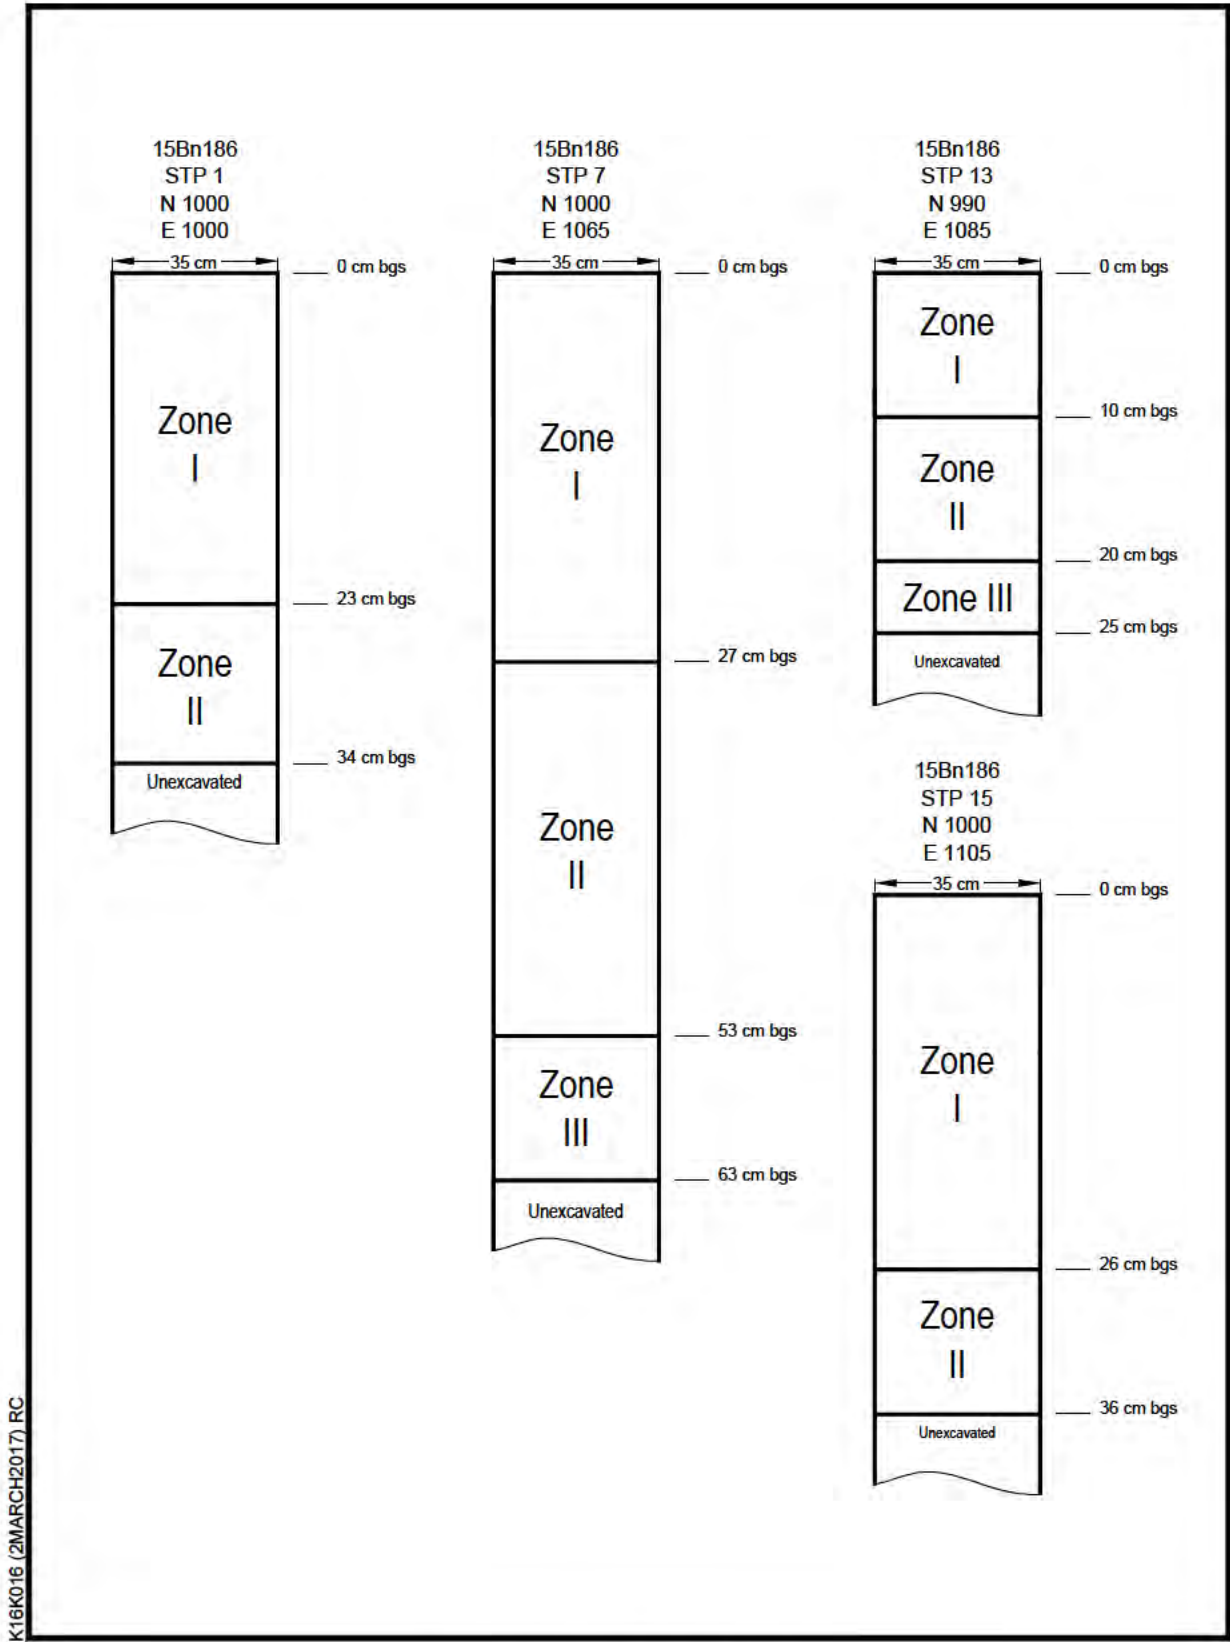 15Bn186
STP 1
N 1000
E 1000
35 cm
0 cm bgs
Zone
I
23 cm bgs
Zone
II
34 cm bgs
Unexcavated
15Bn186
STP 7
N 1000
E 1065
35 cm
0 cm bgs
Zone
I
27 cm bgs
Zone
II
53 cm bgs
Zone
III
63 cm bgs
Unexcavated
15Bn186
STP 13
N 990
E 1085
35 cm
0 cm bgs
Zone
I
10 cm bgs
Zone
II
20 cm bgs
Zone III
25 cm bgs
Unexcavated
15Bn186
STP 15
N 1000
E 1105
35 cm
0 cm bgs
Zone
I
26 cm bgs
Zone
II
36 cm bgs
Unexcavated
K16K016 (2MARCH2017) RC